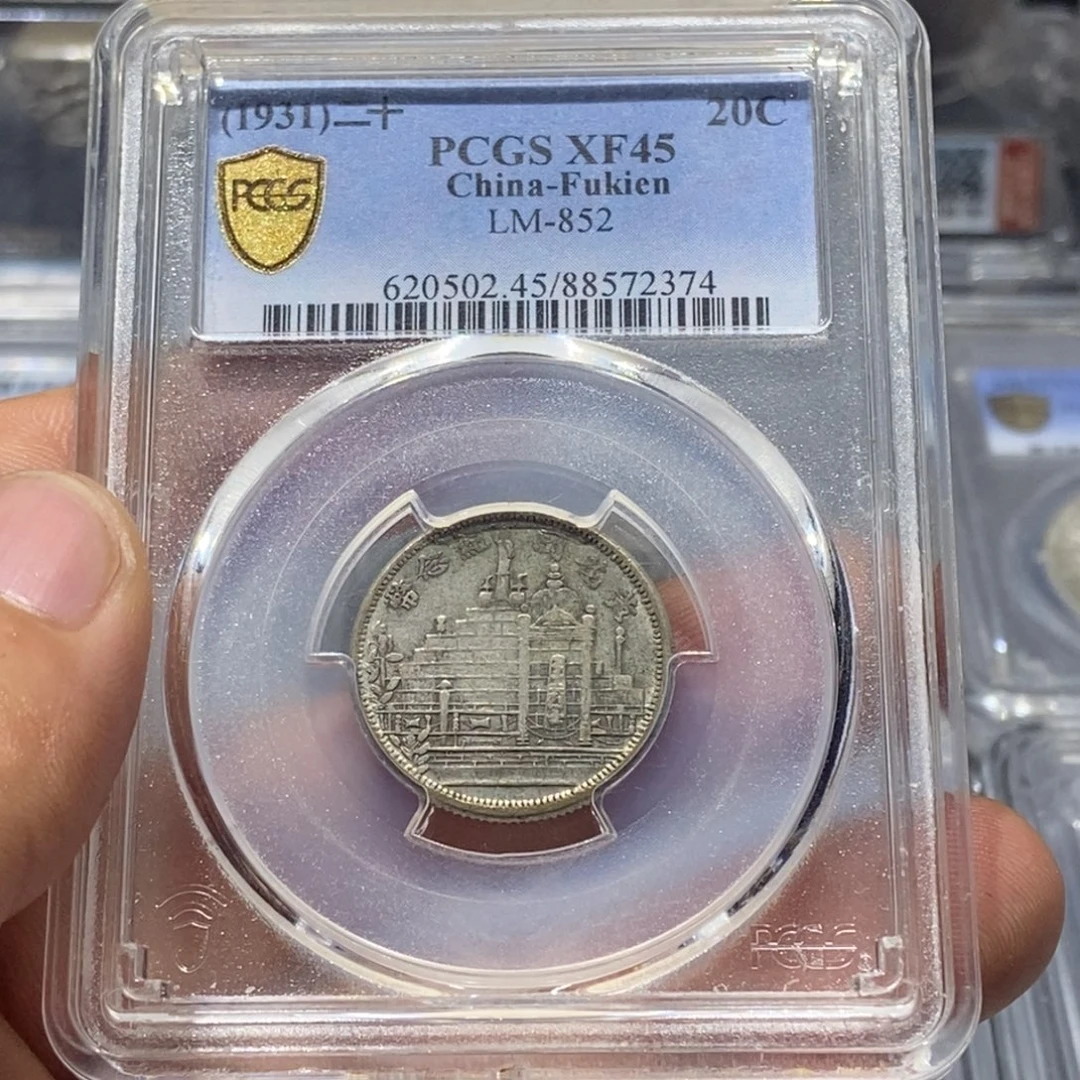 (1931)二十 20C
PCGS XF45
China-Fukien
LM-852
620502.45/88572374
PCGS
PCGS